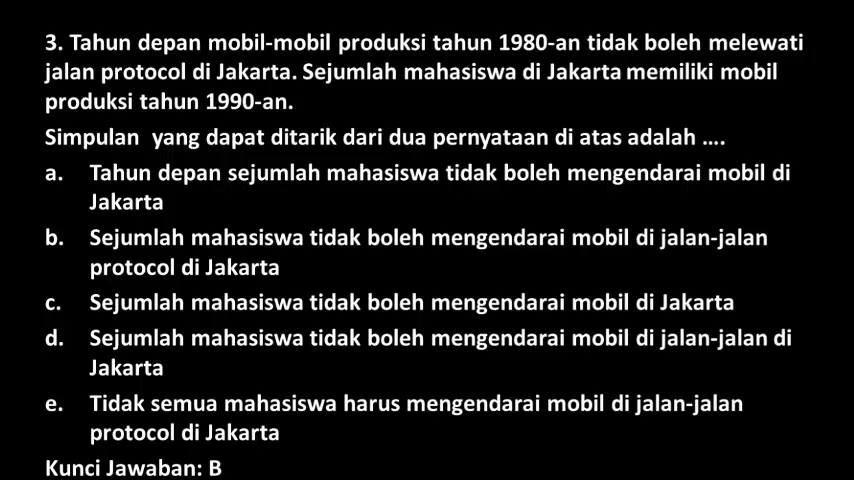 3. Tahun depan mobil-mobil produksi tahun 1980-an tidak boleh melewati
jalan protocol di Jakarta. Sejumlah mahasiswa di Jakarta memiliki mobil
produksi tahun 1990-an.
Simpulan yang dapat ditarik dari dua pernyataan di atas adalah ....
a. Tahun depan sejumlah mahasiswa tidak boleh mengendarai mobil di
Jakarta
b. Sejumlah mahasiswa tidak boleh mengendarai mobil di jalan-jalan
protocol di Jakarta
c. Sejumlah mahasiswa tidak boleh mengendarai mobil di Jakarta
d. Sejumlah mahasiswa tidak boleh mengendarai mobil di jalan-jalan di
Jakarta
e. Tidak semua mahasiswa harus mengendarai mobil di jalan-jalan
protocol di Jakarta
Kunci Jawaban: B